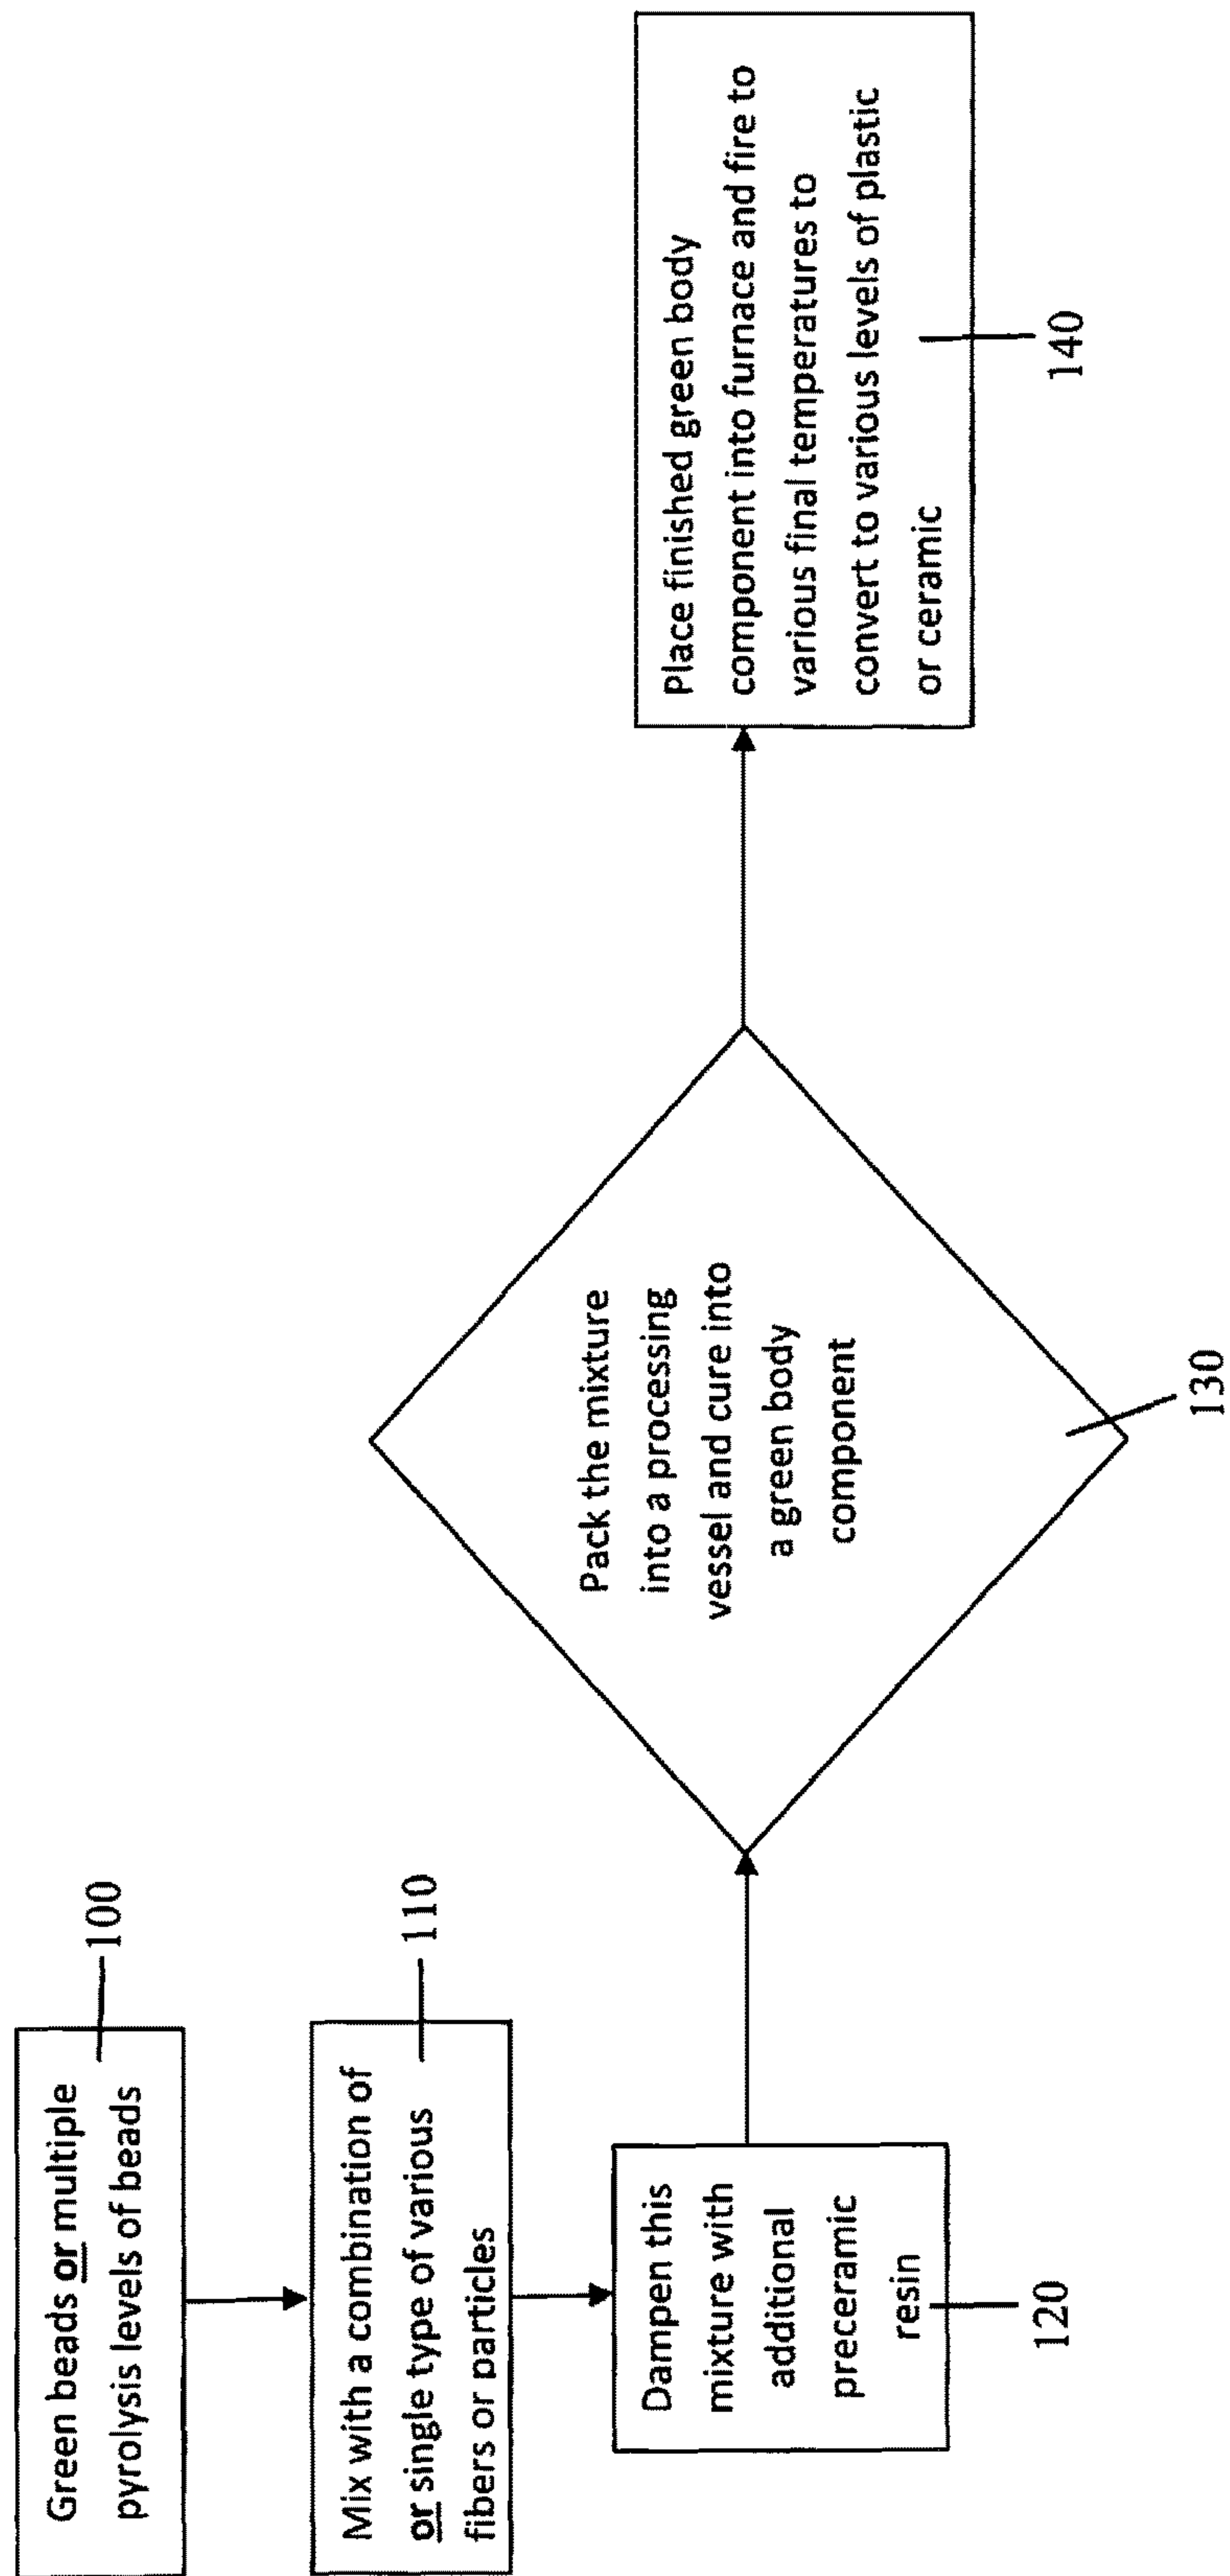 Green beads or multiple
pyrolysis levels of beads
100
Mix with a combination of
or single type of various
fibers or particles
110
Dampen this
mixture with
additional
preceramic
resin
120
Pack the mixture
into a processing
vessel and cure into
a green body
component
130
Place finished green body
component into furnace and fire to
various final temperatures to
convert to various levels of plastic
or ceramic
140